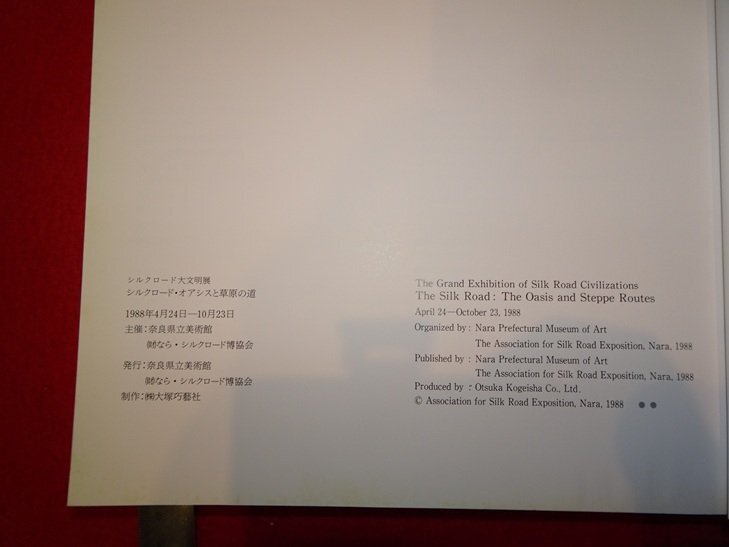 シルクロード大文明展
シルクロード・オアシスと草原の道
1988年4月24日—10月23日
主催：奈良県立美術館
㈶なら・シルクロード博協会
発行：奈良県立美術館
㈶なら・シルクロード博協会
制作：㈱大塚巧藝社
The Grand Exhibition of Silk Road Civilizations
The Silk Road: The Oasis and Steppe Routes
April 24—October 23, 1988
Organized by : Nara Prefectural Museum of Art
The Association for Silk Road Exposition, Nara, 1988
Published by : Nara Prefectural Museum of Art
The Association for Silk Road Exposition, Nara, 1988
Produced by : Otsuka Kogeisha Co., Ltd.
© Association for Silk Road Exposition, Nara, 1988